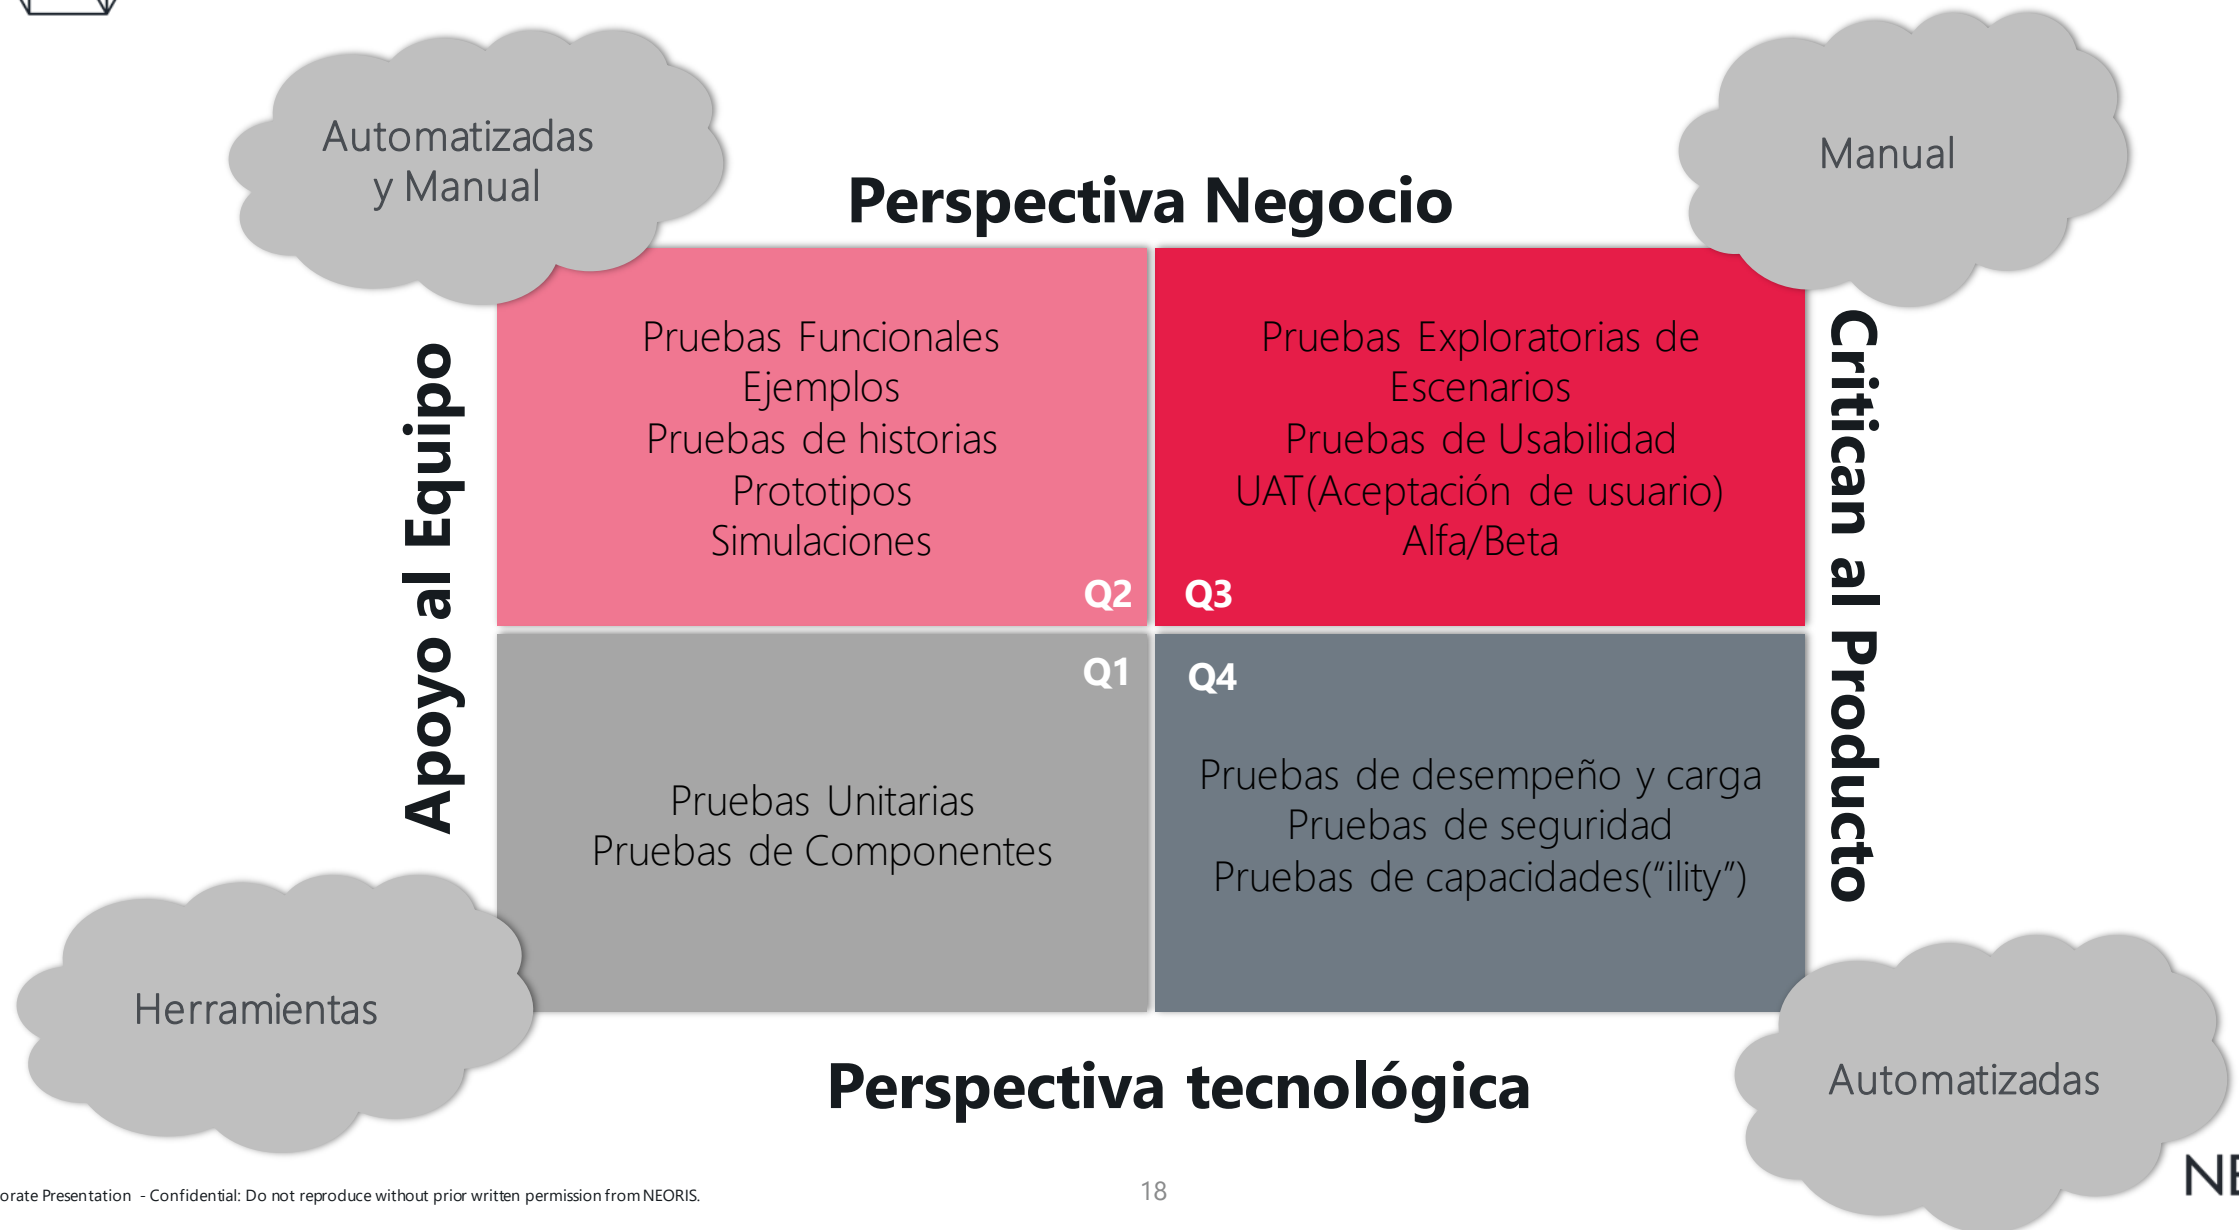 Automatizadas
y Manual
Manual
Perspectiva Negocio
Apoyo al Equipo
Pruebas Funcionales
Ejemplos
Pruebas de historias
Prototipos
Simulaciones
Q2
Pruebas Exploratorias de
Escenarios
Pruebas de Usabilidad
UAT(Aceptación de usuario)
Alfa/Beta
Q3
Critican al Producto
Q1
Pruebas Unitarias
Pruebas de Componentes
Q4
Pruebas de desempeño y carga
Pruebas de seguridad
Pruebas de capacidades(“ility”)
Herramientas
Automatizadas
Perspectiva tecnológica
orate Presentation - Confidential: Do not reproduce without prior written permission from NEORIS.
18
NE